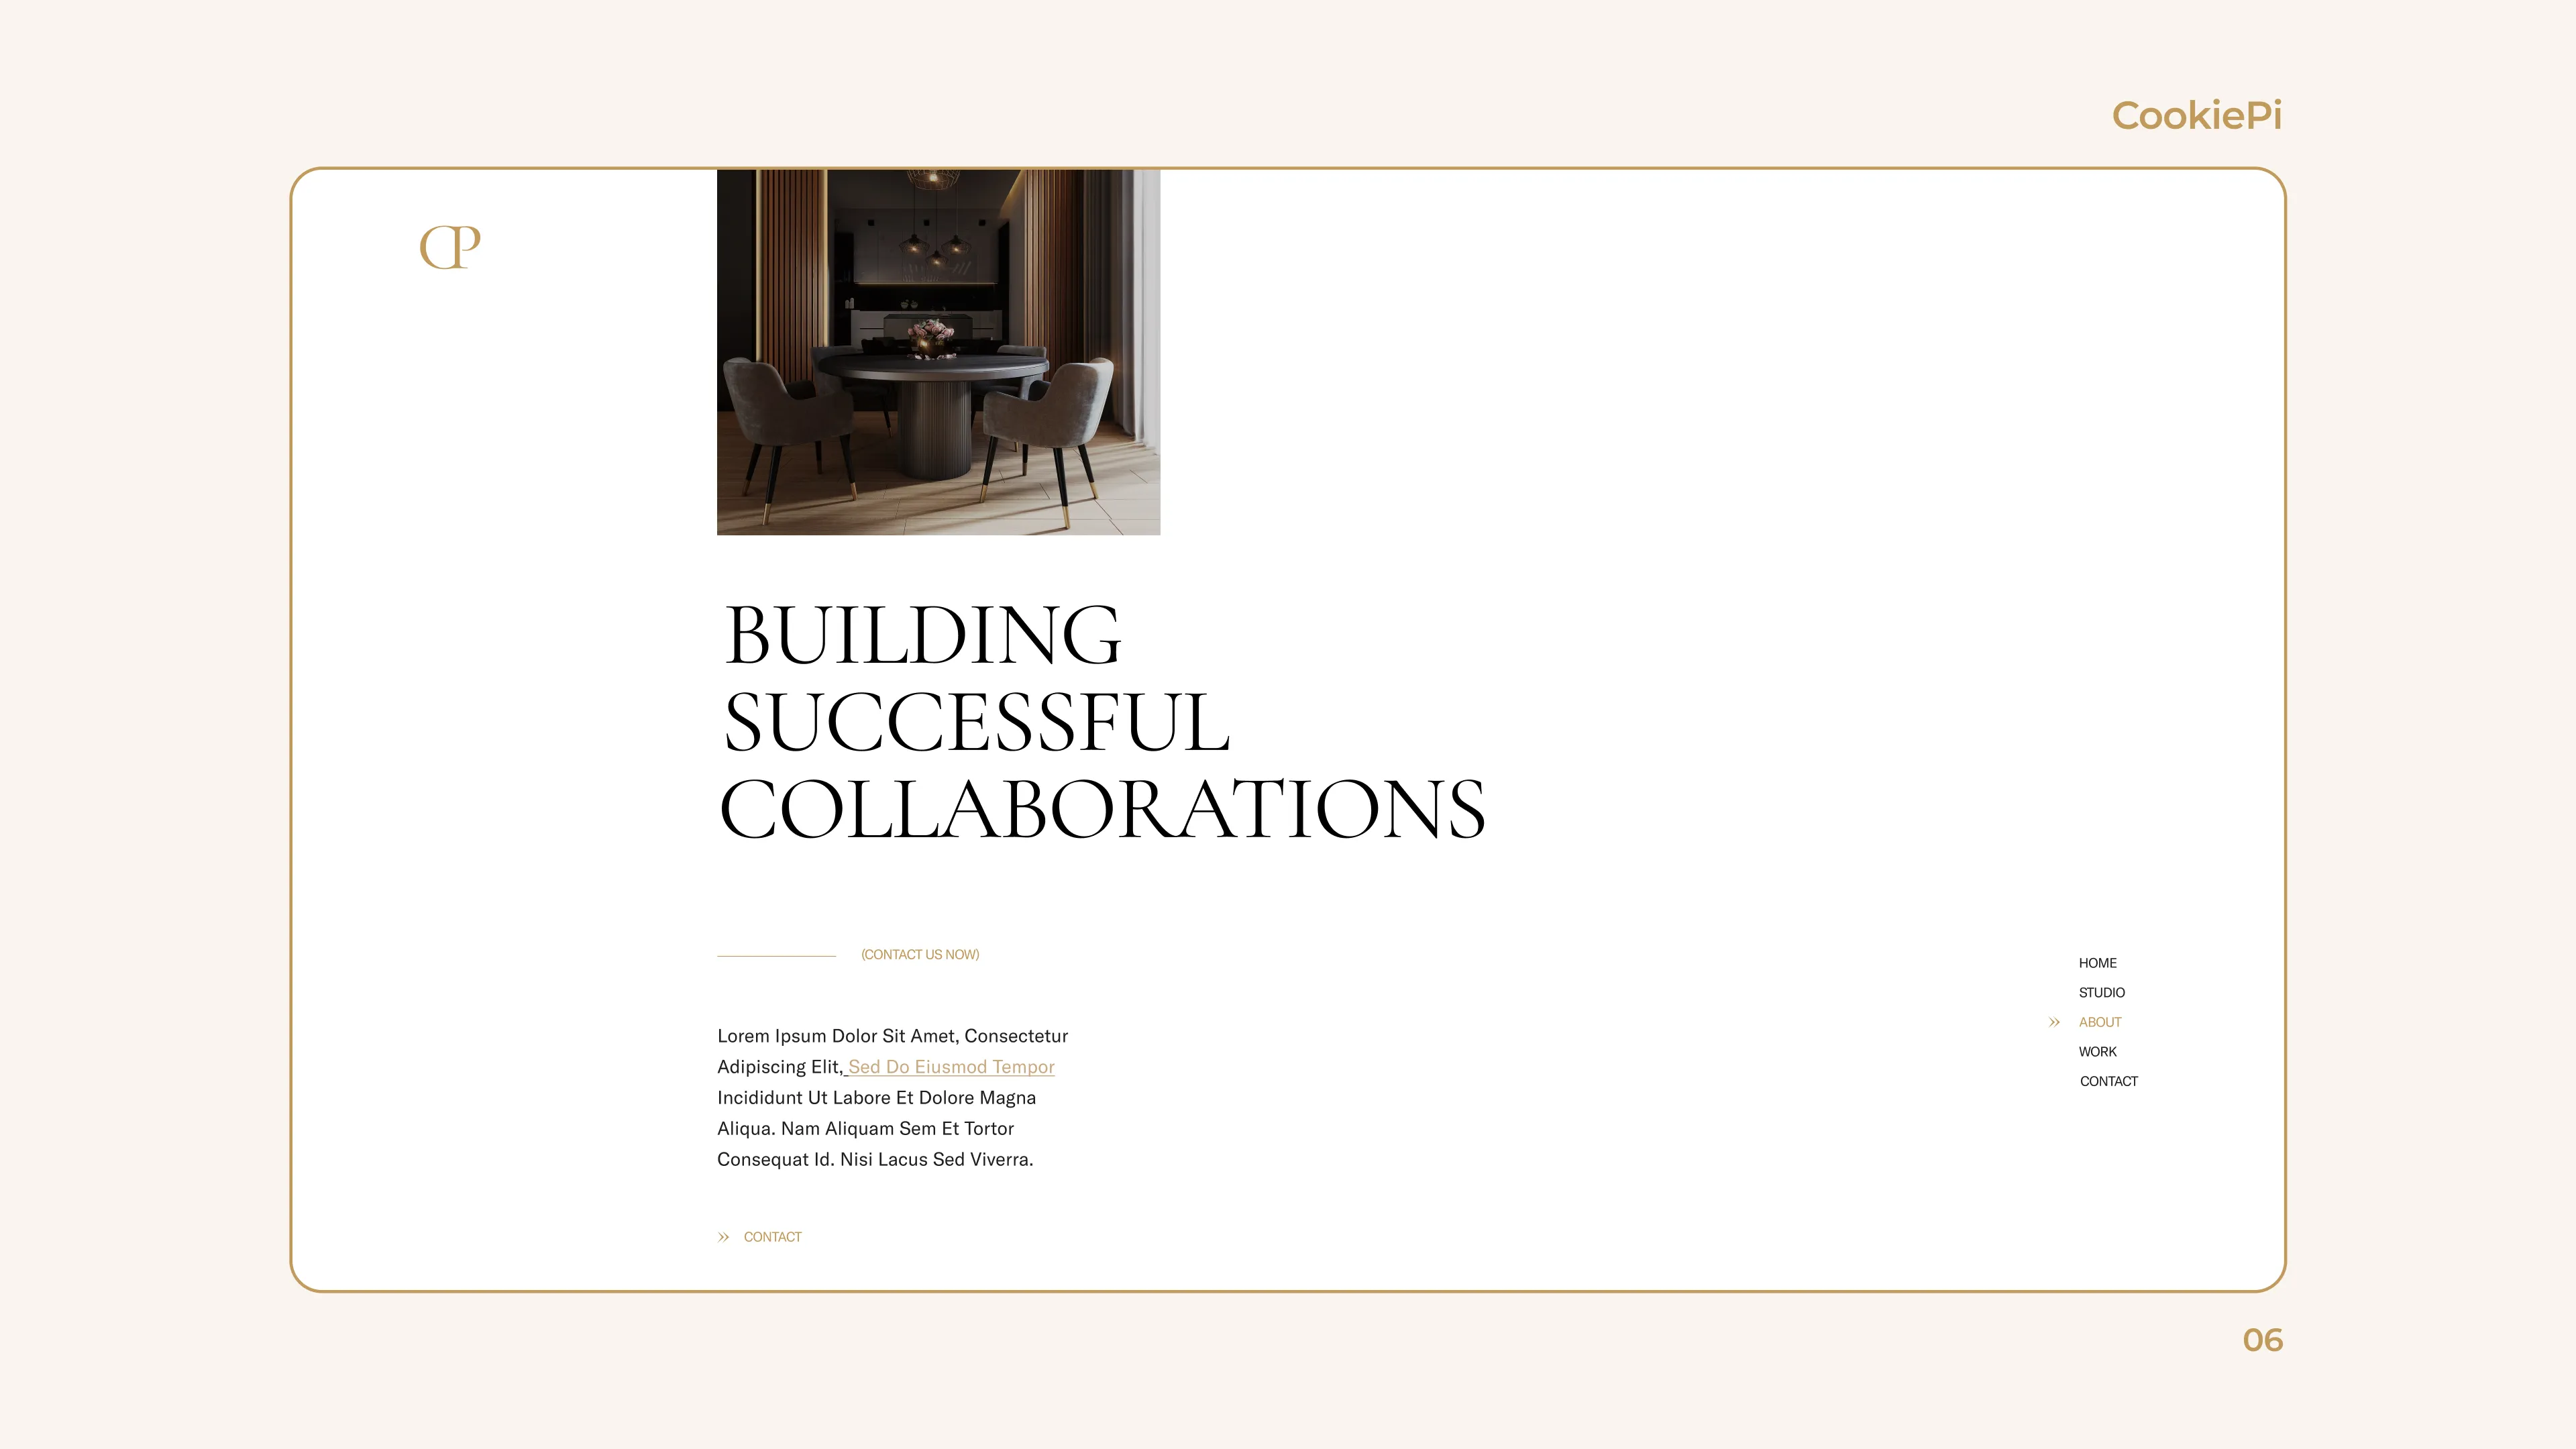 CookiePi
CP
BUILDING
SUCCESSFUL
COLLABORATIONS
(CONTACT US NOW)
Lorem Ipsum Dolor Sit Amet, Consectetur
Adipiscing Elit, Sed Do Eiusmod Tempor
Incididunt Ut Labore Et Dolore Magna
Aliqua. Nam Aliquam Sem Et Tortor
Consequat Id. Nisi Lacus Sed Viverra.
» CONTACT
HOME
STUDIO
» ABOUT
WORK
CONTACT
06